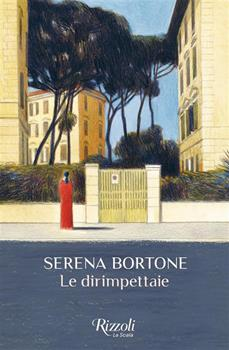 SERENA BORTONE
Le dirimpettaie
Rizzoli
La Scala